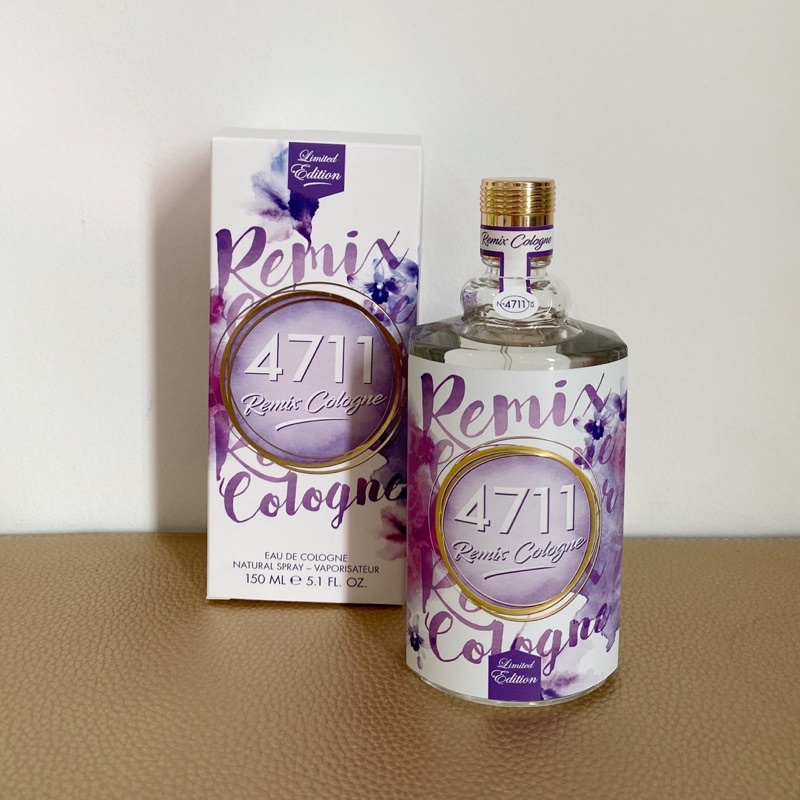 Limited
Edition
Remix
4711
Remix Cologne
Cologne
EAU DE COLOGNE
NATURAL SPRAY – VAPORISATEUR
150 ML ℮ 5.1 FL. OZ.
Remix Cologne
4711
Remix
4711
Remix Cologne
Cologne
Limited
Edition